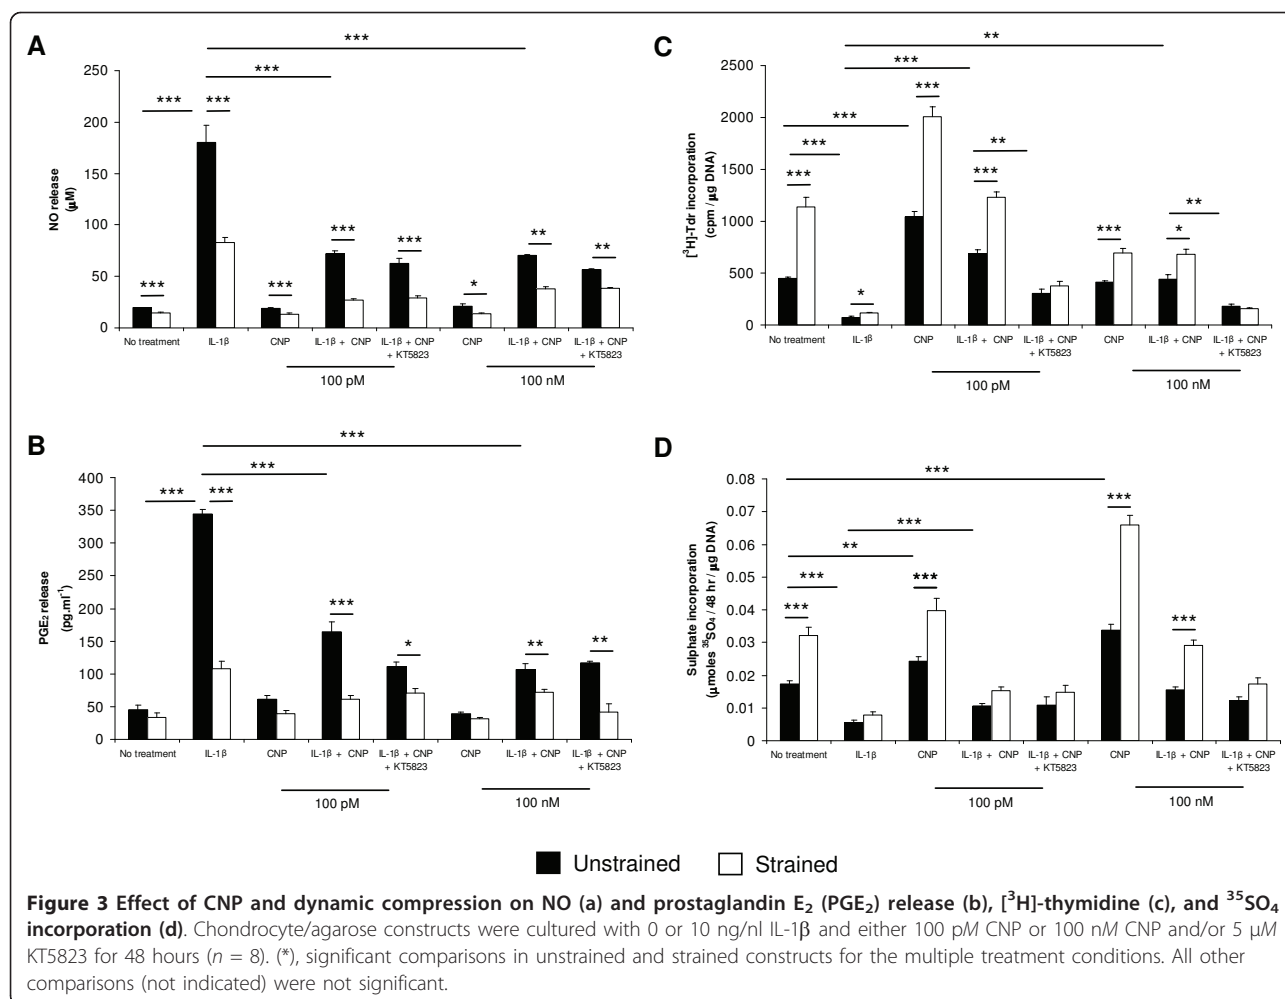 A
***
***
***
***
***
***
***
***
*
**
**
250
200
150
100
50
0
NO release
(µM)
No treatment
IL-1β
CNP
IL-1β + CNP
IL-1β + CNP
+ KT5823
CNP
IL-1β + CNP
IL-1β + CNP
+ KT5823
100 pM
100 nM
B
***
***
***
***
***
*
**
**
400
350
300
250
200
150
100
50
0
PGE₂ release
(pg.ml⁻¹)
No treatment
IL-1β
CNP
IL-1β + CNP
IL-1β + CNP
+ KT5823
CNP
IL-1β + CNP
IL-1β + CNP
+ KT5823
100 pM
100 nM
C
**
***
***
***
***
**
***
***
**
***
*
*
2500
2000
1500
1000
500
0
[³H]-Tdr incorporation
(cpm / µg DNA)
No treatment
IL-1β
CNP
IL-1β + CNP
IL-1β + CNP
+ KT5823
CNP
IL-1β + CNP
IL-1β + CNP
+ KT5823
100 pM
100 nM
D
***
***
***
**
***
***
***
***
0.08
0.07
0.06
0.05
0.04
0.03
0.02
0.01
0
Sulphate incorporation
(µmoles ³⁵SO₄ / 48 hr / µg DNA)
No treatment
IL-1β
CNP
IL-1β + CNP
IL-1β + CNP
+ KT5823
CNP
IL-1β + CNP
IL-1β + CNP
+ KT5823
100 pM
100 nM
Unstrained Strained
Figure 3 Effect of CNP and dynamic compression on NO (a) and prostaglandin E₂ (PGE₂) release (b), [³H]-thymidine (c), and ³⁵SO₄
incorporation (d). Chondrocyte/agarose constructs were cultured with 0 or 10 ng/nl IL-1β and either 100 pM CNP or 100 nM CNP and/or 5 µM
KT5823 for 48 hours (n = 8). (*), significant comparisons in unstrained and strained constructs for the multiple treatment conditions. All other
comparisons (not indicated) were not significant.